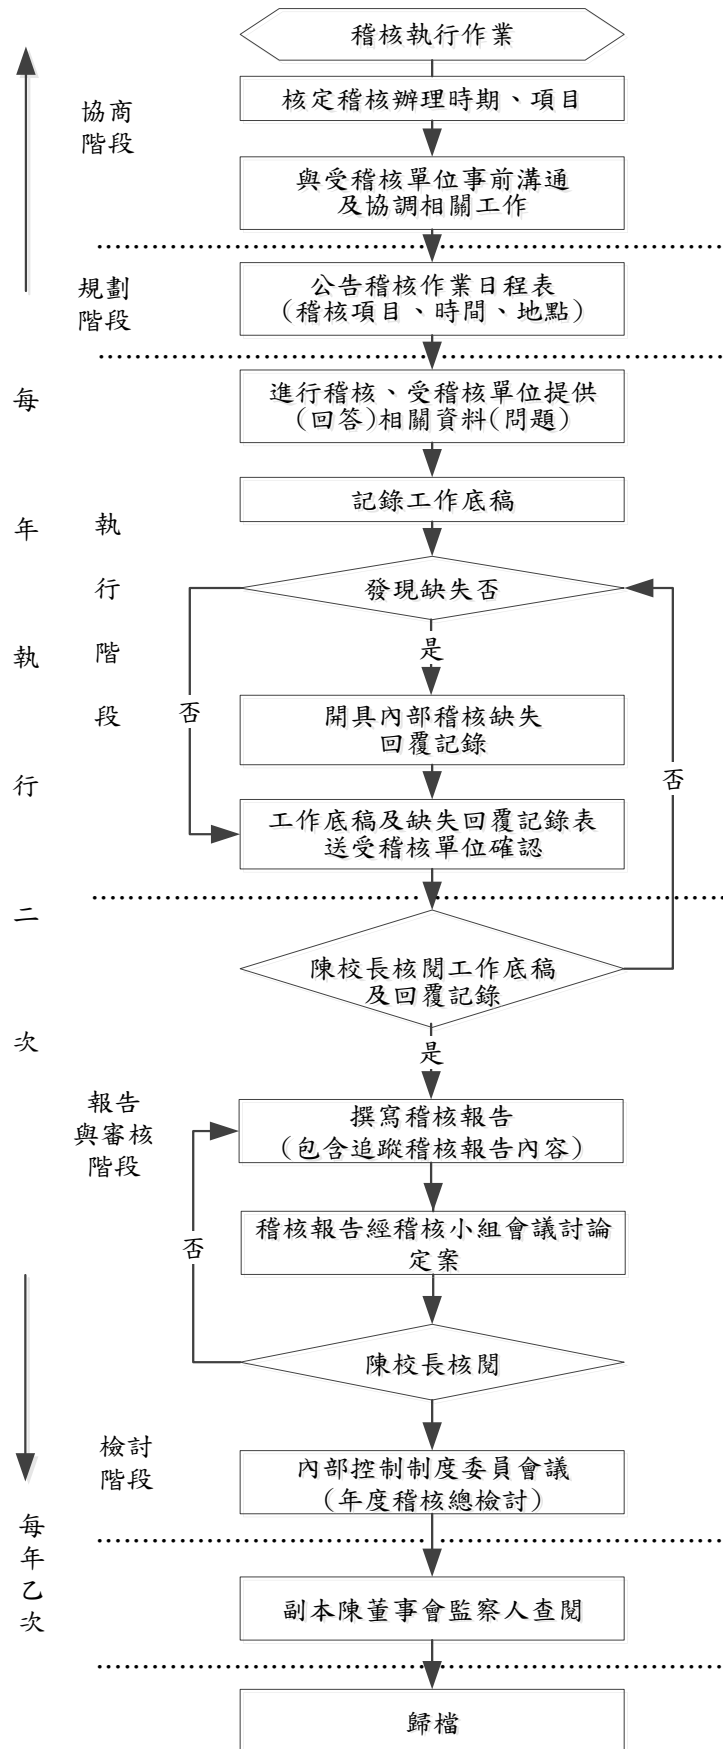 稽核執行作業
核定稽核辦理時期、項目
協商
階段
與受稽核單位事前溝通
及協調相關工作
規劃
階段
公告稽核作業日程表
(稽核項目、時間、地點)
每
年
執
行
二
次
進行稽核、受稽核單位提供
(回答)相關資料(問題)
記錄工作底稿
執
行
階
段
發現缺失否
是
否
開具內部稽核缺失
回覆記錄
否
工作底稿及缺失回覆記錄表
送受稽核單位確認
陳校長核閱工作底稿
及回覆記錄
是
報告
與審核
階段
撰寫稽核報告
(包含追蹤稽核報告內容)
稽核報告經稽核小組會議討論
定案
否
陳校長核閱
檢討
階段
內部控制制度委員會議
(年度稽核總檢討)
每
年
乙
次
副本陳董事會監察人查閱
歸檔